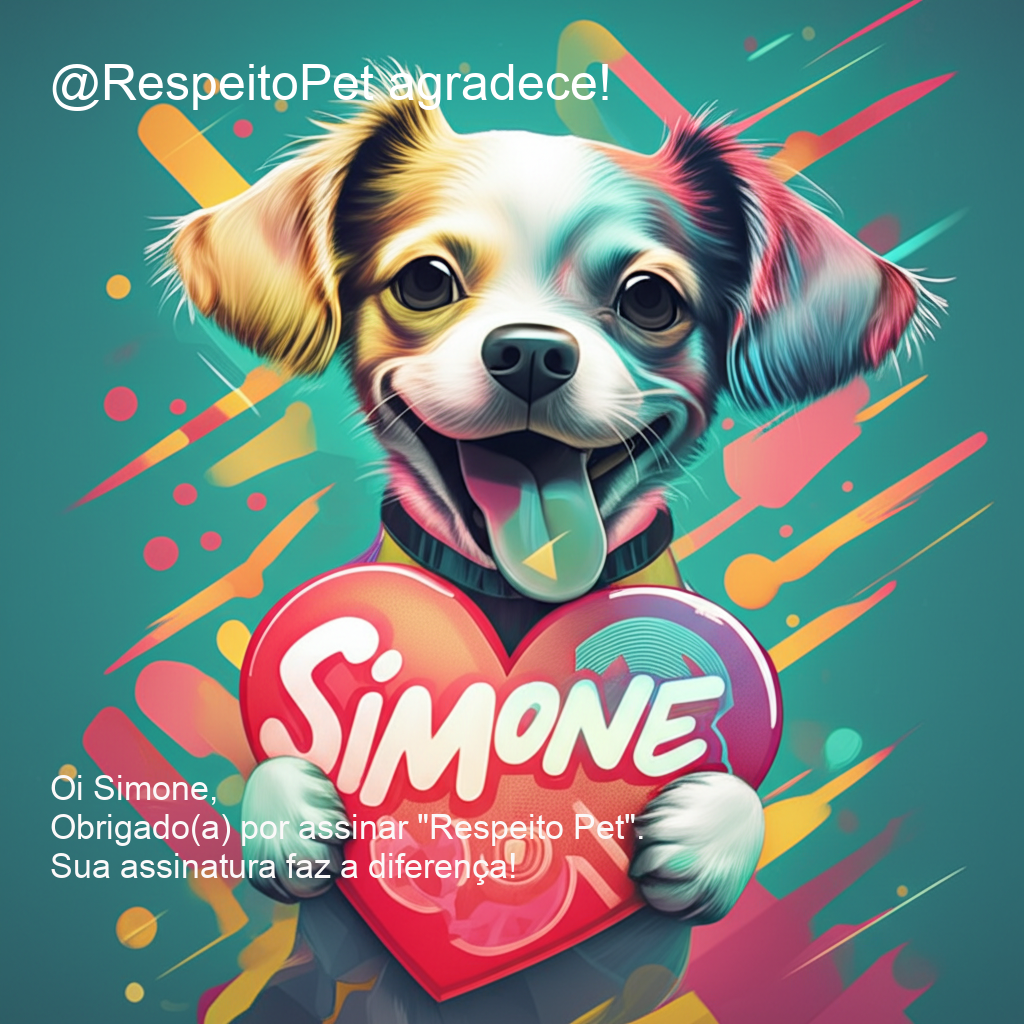 @RespeitoPet agradece!
SiMONE
Oi Simone,
Obrigado(a) por assinar "Respeito Pet".
Sua assinatura faz a diferença!